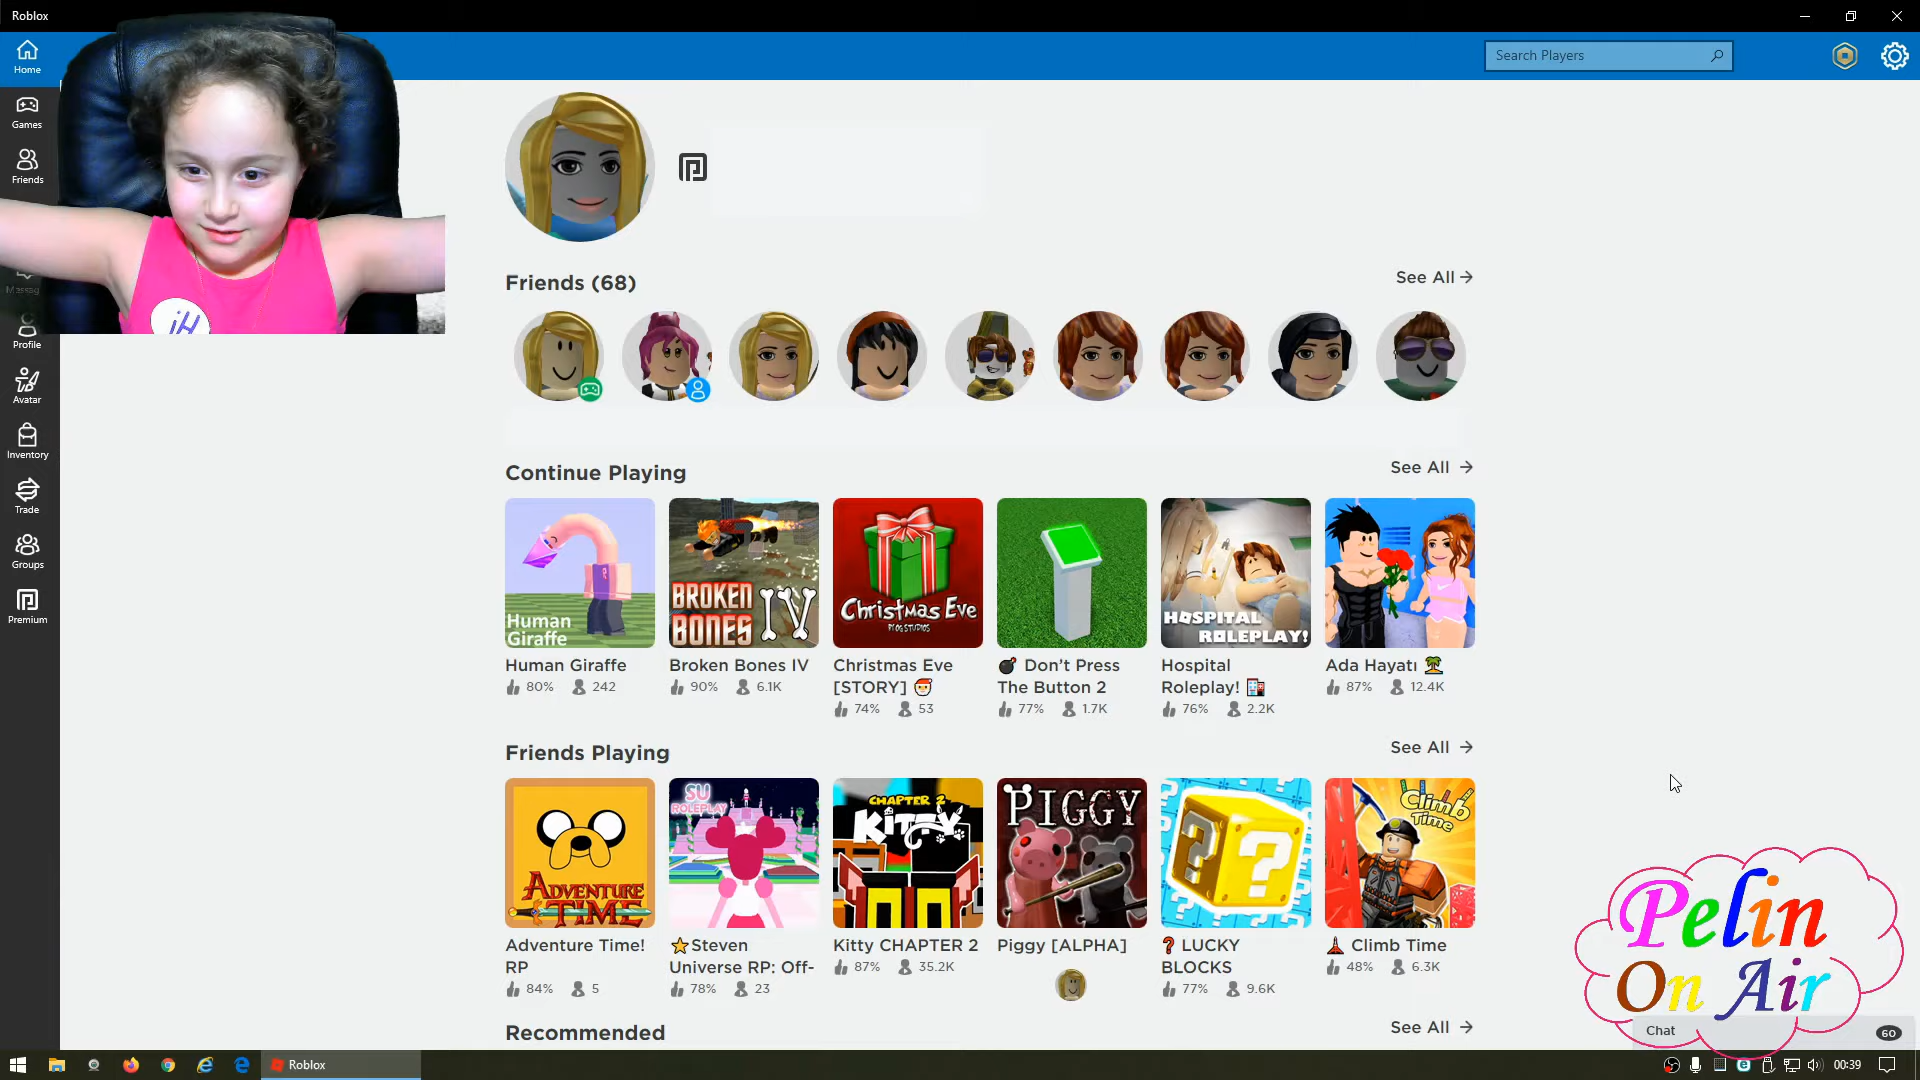 Roblox
Search Players
Home
Games
Friends
Messag
Profile
Avatar
Inventory
Trade
Groups
Premium
iH
Friends (68)
See All
Continue Playing
See All
Human
Giraffe
BROKEN
BONES IV
Christmas Eve
BY OG STUDIOS
HOSPITAL
ROLEPLAY!
Human Giraffe
80% 242
Broken Bones IV
90% 6.1K
Christmas Eve
[STORY]
74% 53
Don't Press
The Button 2
77% 1.7K
Hospital
Roleplay!
76% 2.2K
Ada Hayatı
87% 12.4K
Friends Playing
See All
ADVENTURE
TIME
SU
ROLEPLAY
CHAPTER 2
KITTY
PIGGY
? ?
Climb
Time
Adventure Time!
RP
84% 5
Steven
Universe RP: Off-
78% 23
Kitty CHAPTER 2
87% 35.2K
Piggy [ALPHA]
LUCKY
BLOCKS
77% 9.6K
Climb Time
48% 6.3K
Recommended
See All
Pelin
On Air
Chat
60
Roblox
00:39